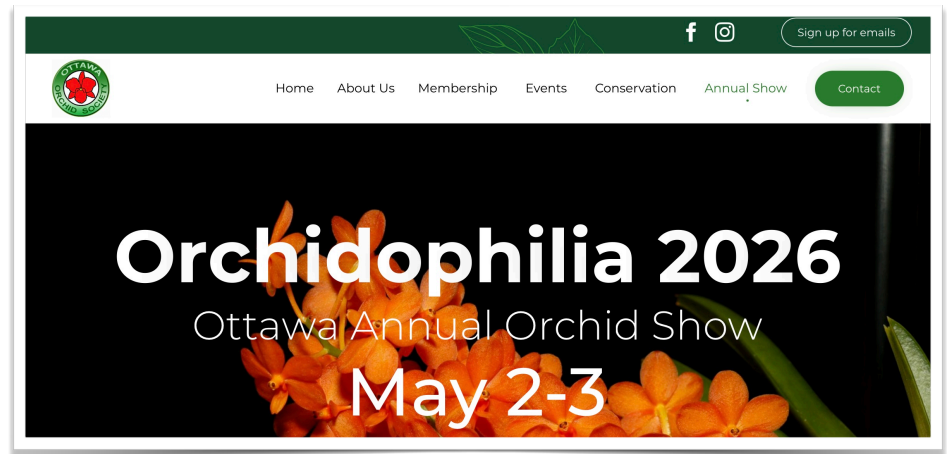 Sign up for emails
OTTAWA
ORCHID SOCIETY
Home About Us Membership Events Conservation Annual Show Contact
Orchidophilia 2026
Ottawa Annual Orchid Show
May 2-3